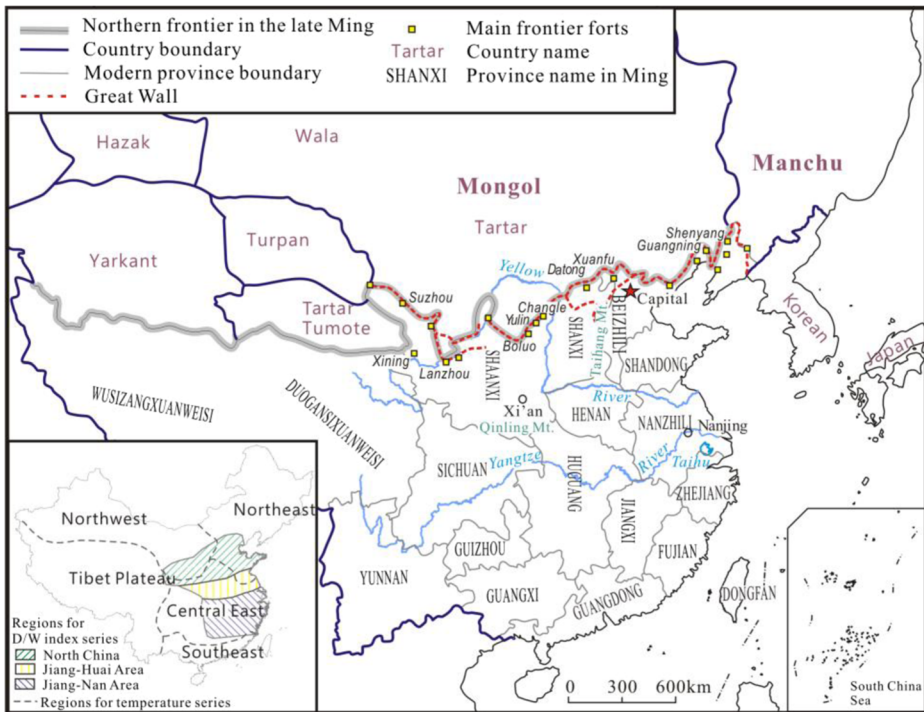 Northern frontier in the late Ming
Country boundary
Modern province boundary
Great Wall
Main frontier forts
Tartar Country name
SHANXI Province name in Ming
Hazak
Wala
Mongol
Manchu
Tartar
Turpan
Yarkant
Tartar
Tumote
Suzhou
Xining
Lanzhou
Yellow
Datong
Xuanfu
Shenyang
Guangning
Changle
Yulin
Boluo
Capital
BEIZHILI
Taihang Mt.
SHANXI
SHAANXI
SHANDONG
Korean
Japan
River
Xi'an
Qinling Mt.
HENAN
NANZHILI
Nanjing
WUSIZANGXUANWEISI
DUOGANSIXUANWEISI
SICHUAN
Yangtze
River
Taihu
HUGUANG
ZHEJIANG
JIANGXI
FUJIAN
GUIZHOU
YUNNAN
GUANGXI
GUANGDONG
DONGFAN
0 300 600km
South China
Sea
Northwest
Northeast
Tibet Plateau
Central East
Southeast
Regions for
D/W index series
North China
Jiang-Huai Area
Jiang-Nan Area
Regions for temperature series